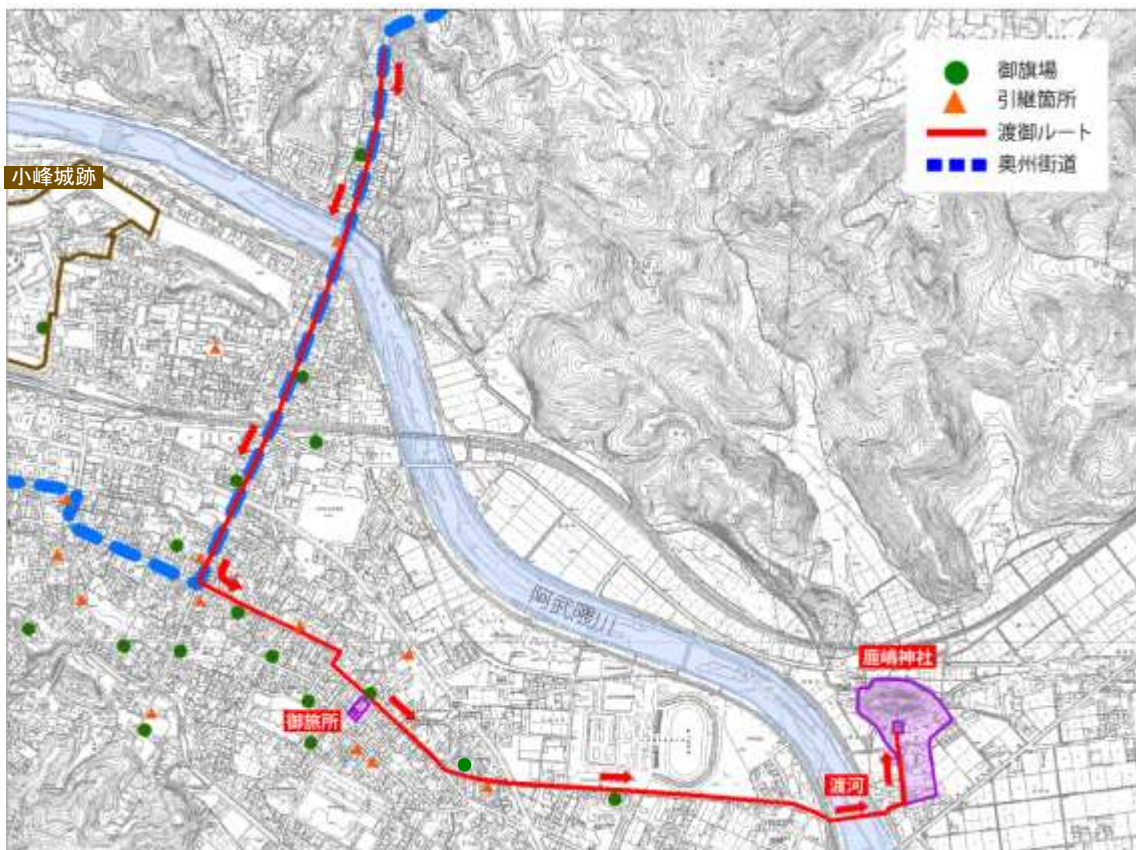 御旗場
引継箇所
渡御ルート
奥州街道
小峰城跡
阿武隈川
鹿嶋神社
御旅所
渡河